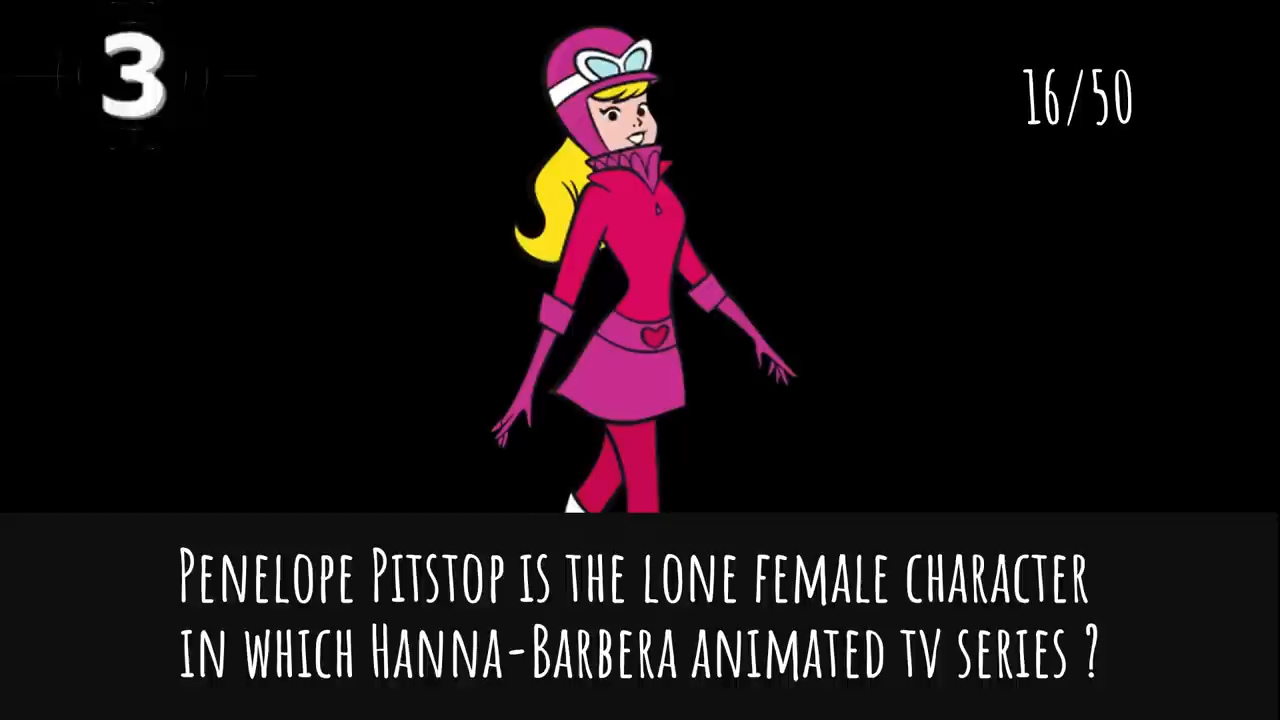 3
16/50
Penelope Pitstop is the lone female character
in which Hanna-Barbera animated tv series ?